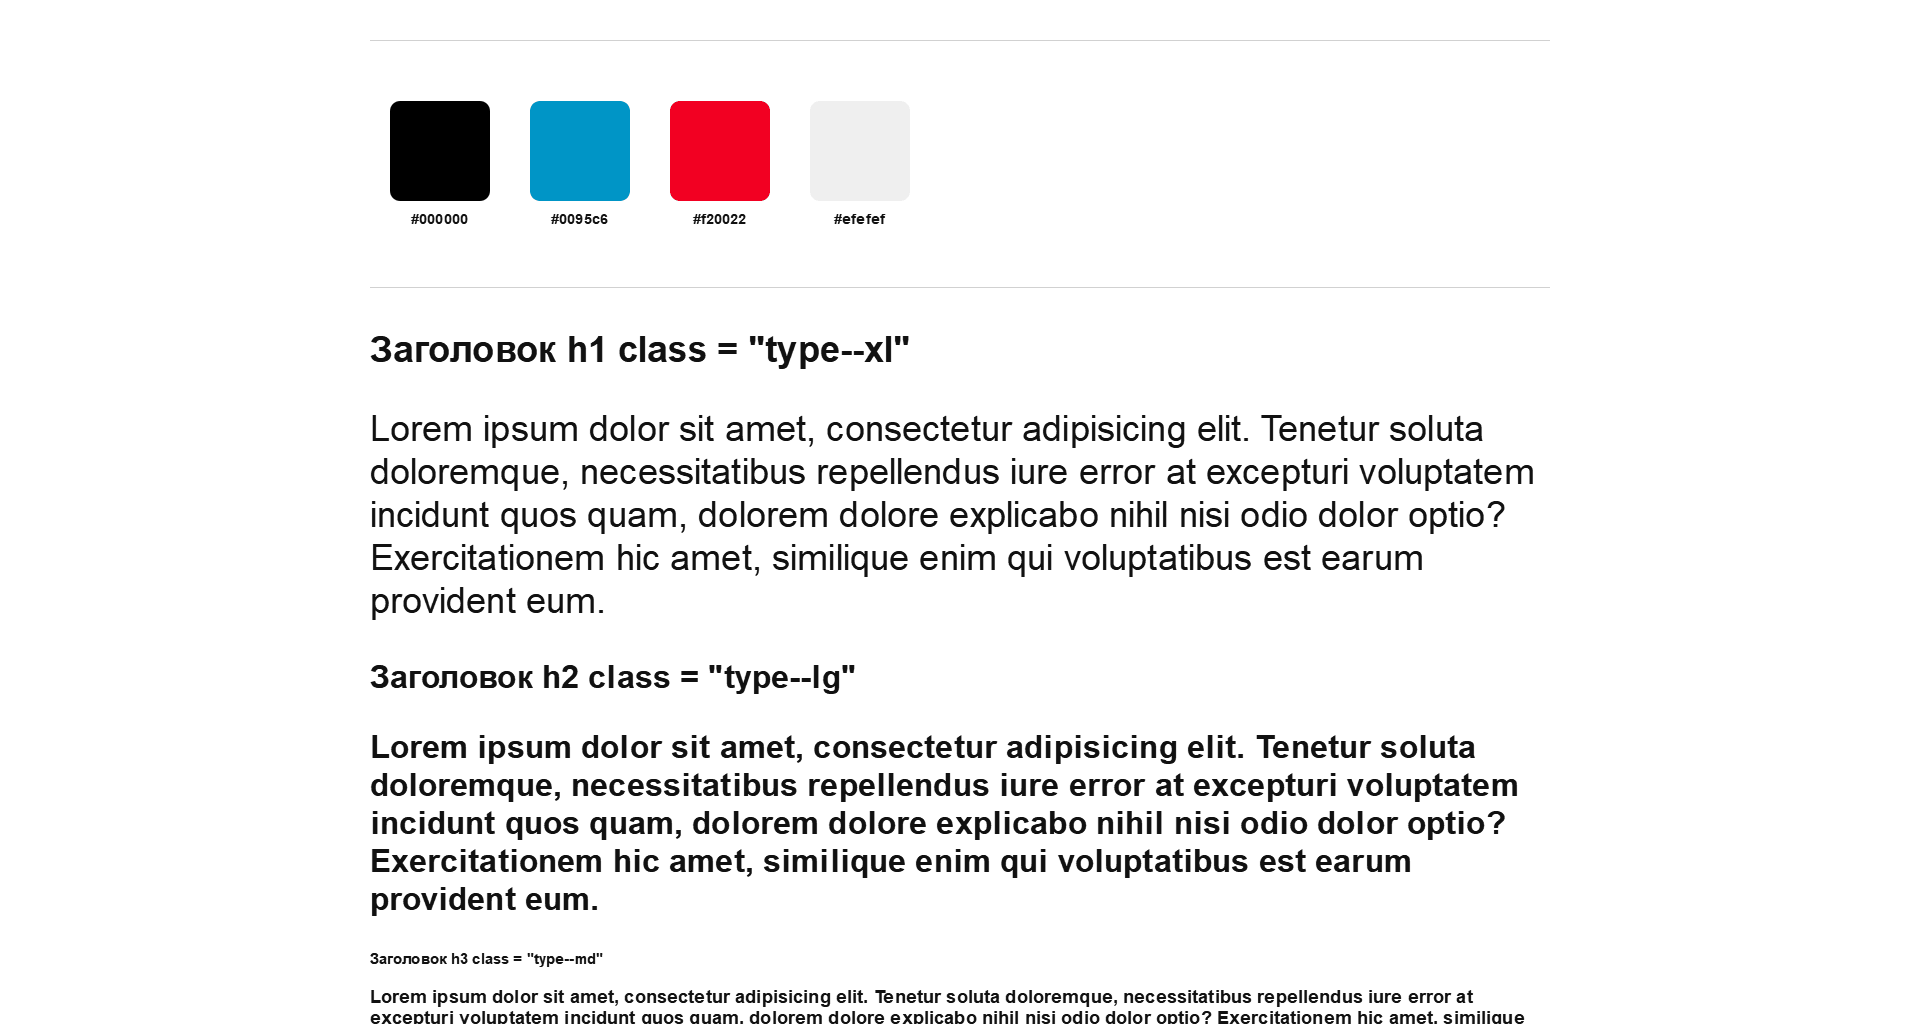 #000000 #0095c6 #f20022 #efefef
Заголовок h1 class = "type--xl"
Lorem ipsum dolor sit amet, consectetur adipisicing elit. Tenetur soluta
doloremque, necessitatibus repellendus iure error at excepturi voluptatem
incidunt quos quam, dolorem dolore explicabo nihil nisi odio dolor optio?
Exercitationem hic amet, similique enim qui voluptatibus est earum
provident eum.
Заголовок h2 class = "type--lg"
Lorem ipsum dolor sit amet, consectetur adipisicing elit. Tenetur soluta
doloremque, necessitatibus repellendus iure error at excepturi voluptatem
incidunt quos quam, dolorem dolore explicabo nihil nisi odio dolor optio?
Exercitationem hic amet, similique enim qui voluptatibus est earum
provident eum.
Заголовок h3 class = "type--md"
Lorem ipsum dolor sit amet, consectetur adipisicing elit. Tenetur soluta doloremque, necessitatibus repellendus iure error at
excepturi voluptatem incidunt quos quam, dolorem dolore explicabo nihil nisi odio dolor optio? Exercitationem hic amet, similique